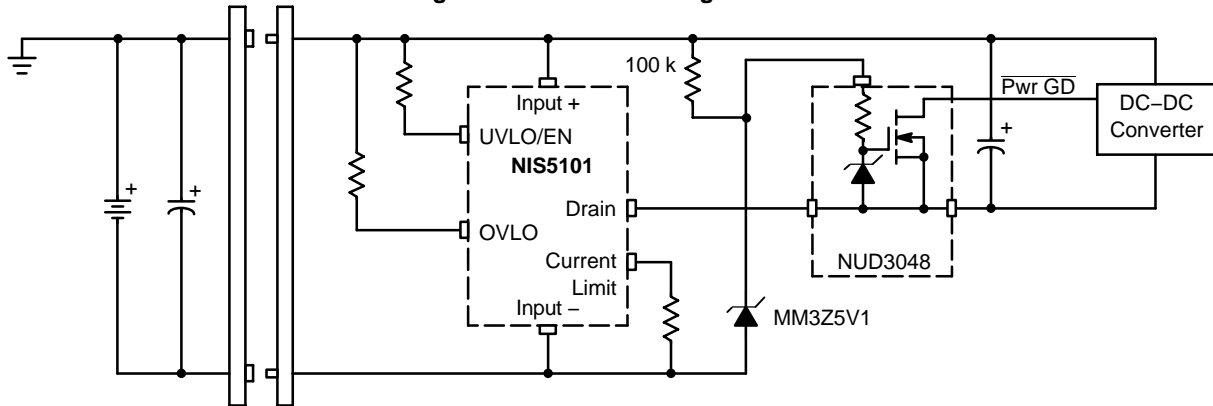 100 k
Input +
UVLO/EN
NIS5101
Drain
OVLO
Current
Limit
Input –
+
+
Pwr GD
DC–DC
Converter
+
NUD3048
MM3Z5V1